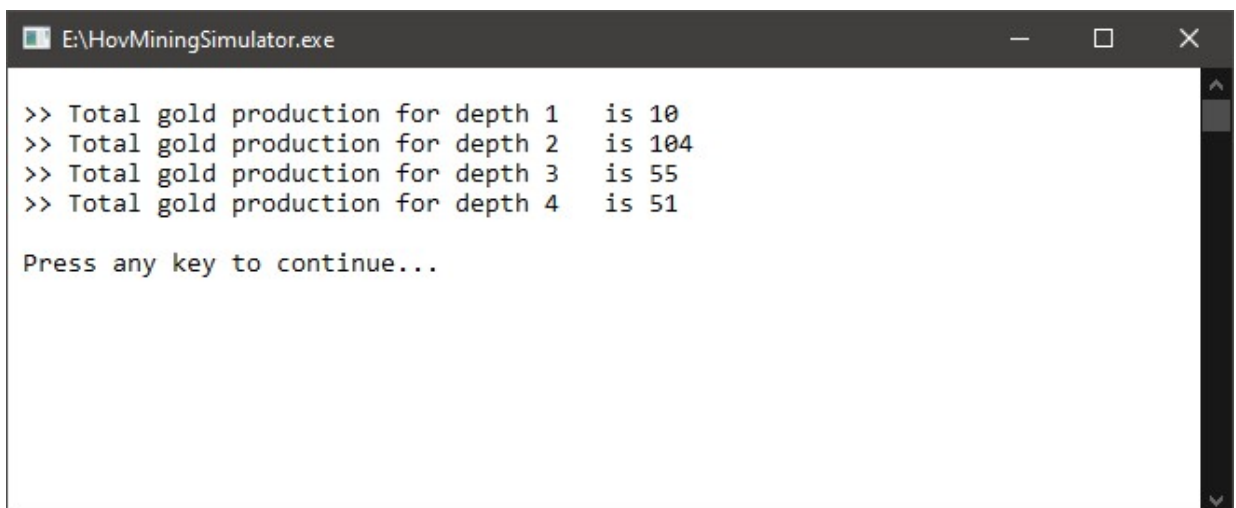 E:\HovMiningSimulator.exe
>> Total gold production for depth 1   is 10
>> Total gold production for depth 2   is 104
>> Total gold production for depth 3   is 55
>> Total gold production for depth 4   is 51
Press any key to continue...